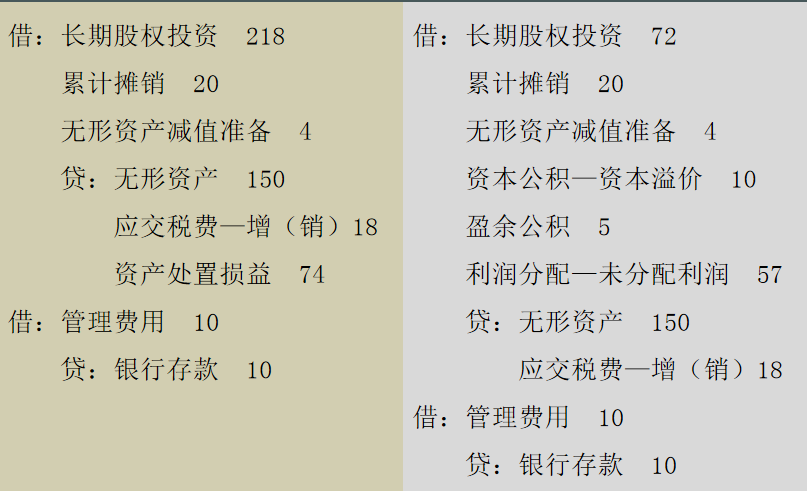 借：长期股权投资 218
累计摊销 20
无形资产减值准备 4
贷：无形资产 150
应交税费—增（销）18
资产处置损益 74
借：管理费用 10
贷：银行存款 10
借：长期股权投资 72
累计摊销 20
无形资产减值准备 4
资本公积—资本溢价 10
盈余公积 5
利润分配—未分配利润 57
贷：无形资产 150
应交税费—增（销）18
借：管理费用 10
贷：银行存款 10